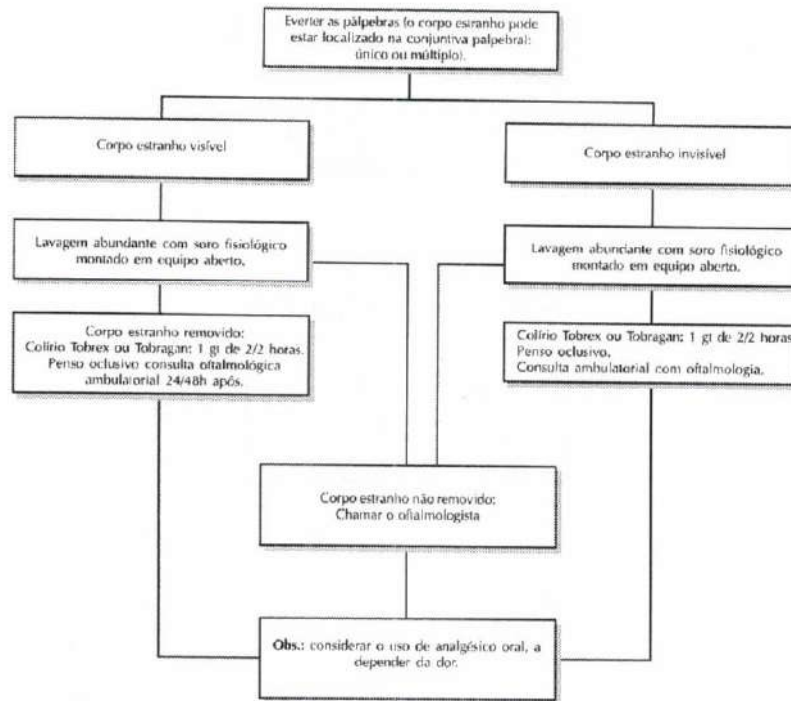 Everter as pálpebras (o corpo estranho pode
estar localizado na conjuntiva palpebral:
único ou múltiplo).
Corpo estranho visível
Corpo estranho invisível
Lavagem abundante com soro fisiológico
montado em equipo aberto.
Lavagem abundante com soro fisiológico
montado em equipo aberto.
Corpo estranho removido:
Colírio Tobrex ou Tobragan: 1 gt de 2/2 horas.
Penso oclusivo consulta oftalmológica
ambulatorial 24/48h após.
Colírio Tobrex ou Tobragan: 1 gt de 2/2 horas
Penso oclusivo.
Consulta ambulatorial com oftalmologia.
Corpo estranho não removido:
Chamar o oftalmologista
Obs.: considerar o uso de analgésico oral, a
depender da dor.